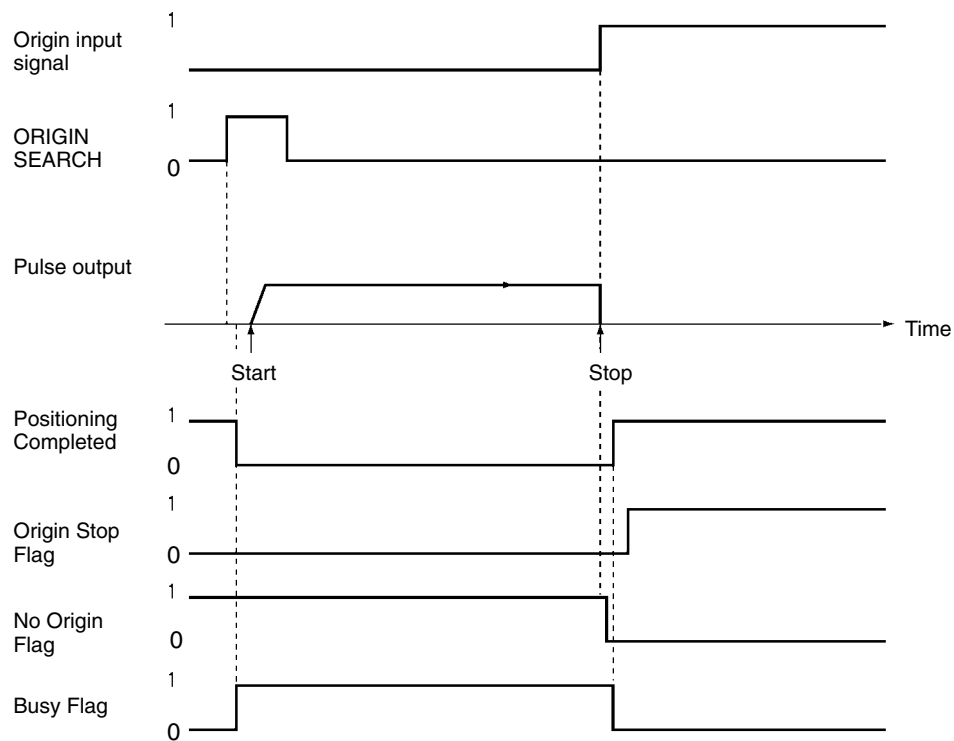 1
Origin input
signal
1
ORIGIN
SEARCH
0
Pulse output
Time
Start
Stop
Positioning
Completed
1
0
1
Origin Stop
Flag
0
1
No Origin
Flag
0
1
Busy Flag
0